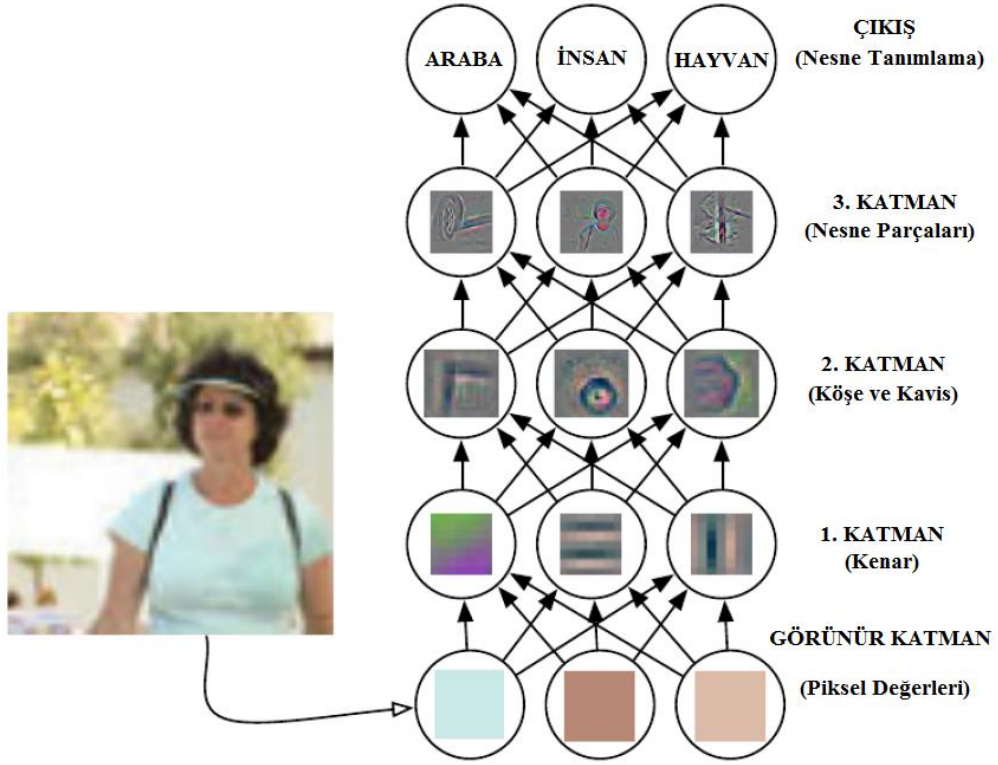 ÇIKIŞ
(Nesne Tanımlama)
ARABA
İNSAN
HAYVAN
3. KATMAN
(Nesne Parçaları)
2. KATMAN
(Köşe ve Kavis)
1. KATMAN
(Kenar)
GÖRÜNÜR KATMAN
(Piksel Değerleri)